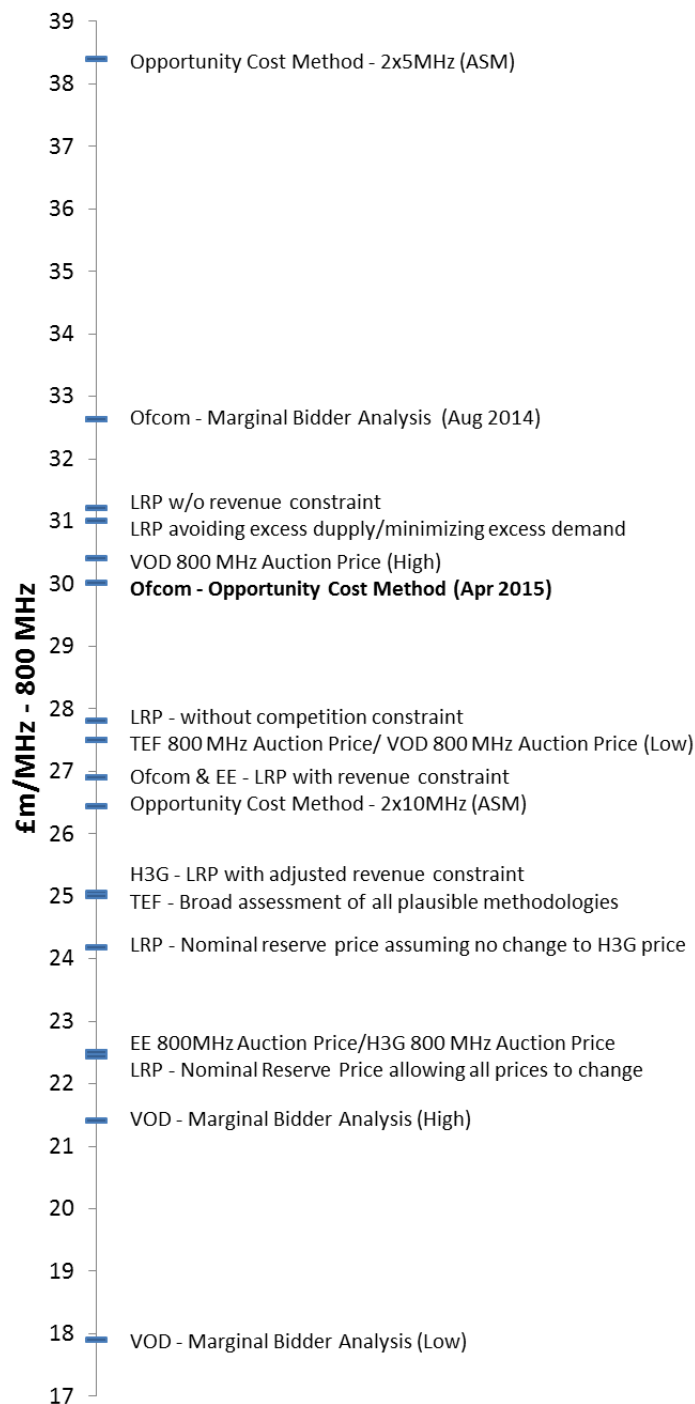 39
Opportunity Cost Method - 2x5MHz (ASM)
38
37
36
35
34
33
Ofcom - Marginal Bidder Analysis (Aug 2014)
32
LRP w/o revenue constraint
31
LRP avoiding excess dupply/minimizing excess demand
VOD 800 MHz Auction Price (High)
30
Ofcom - Opportunity Cost Method (Apr 2015)
29
28
LRP - without competition constraint
TEF 800 MHz Auction Price/ VOD 800 MHz Auction Price (Low)
27
Ofcom & EE - LRP with revenue constraint
Opportunity Cost Method - 2x10MHz (ASM)
26
H3G - LRP with adjusted revenue constraint
25
TEF - Broad assessment of all plausible methodologies
LRP - Nominal reserve price assuming no change to H3G price
24
23
EE 800MHz Auction Price/H3G 800 MHz Auction Price
22
LRP - Nominal Reserve Price allowing all prices to change
VOD - Marginal Bidder Analysis (High)
21
20
19
18
VOD - Marginal Bidder Analysis (Low)
17
£m/MHz - 800 MHz